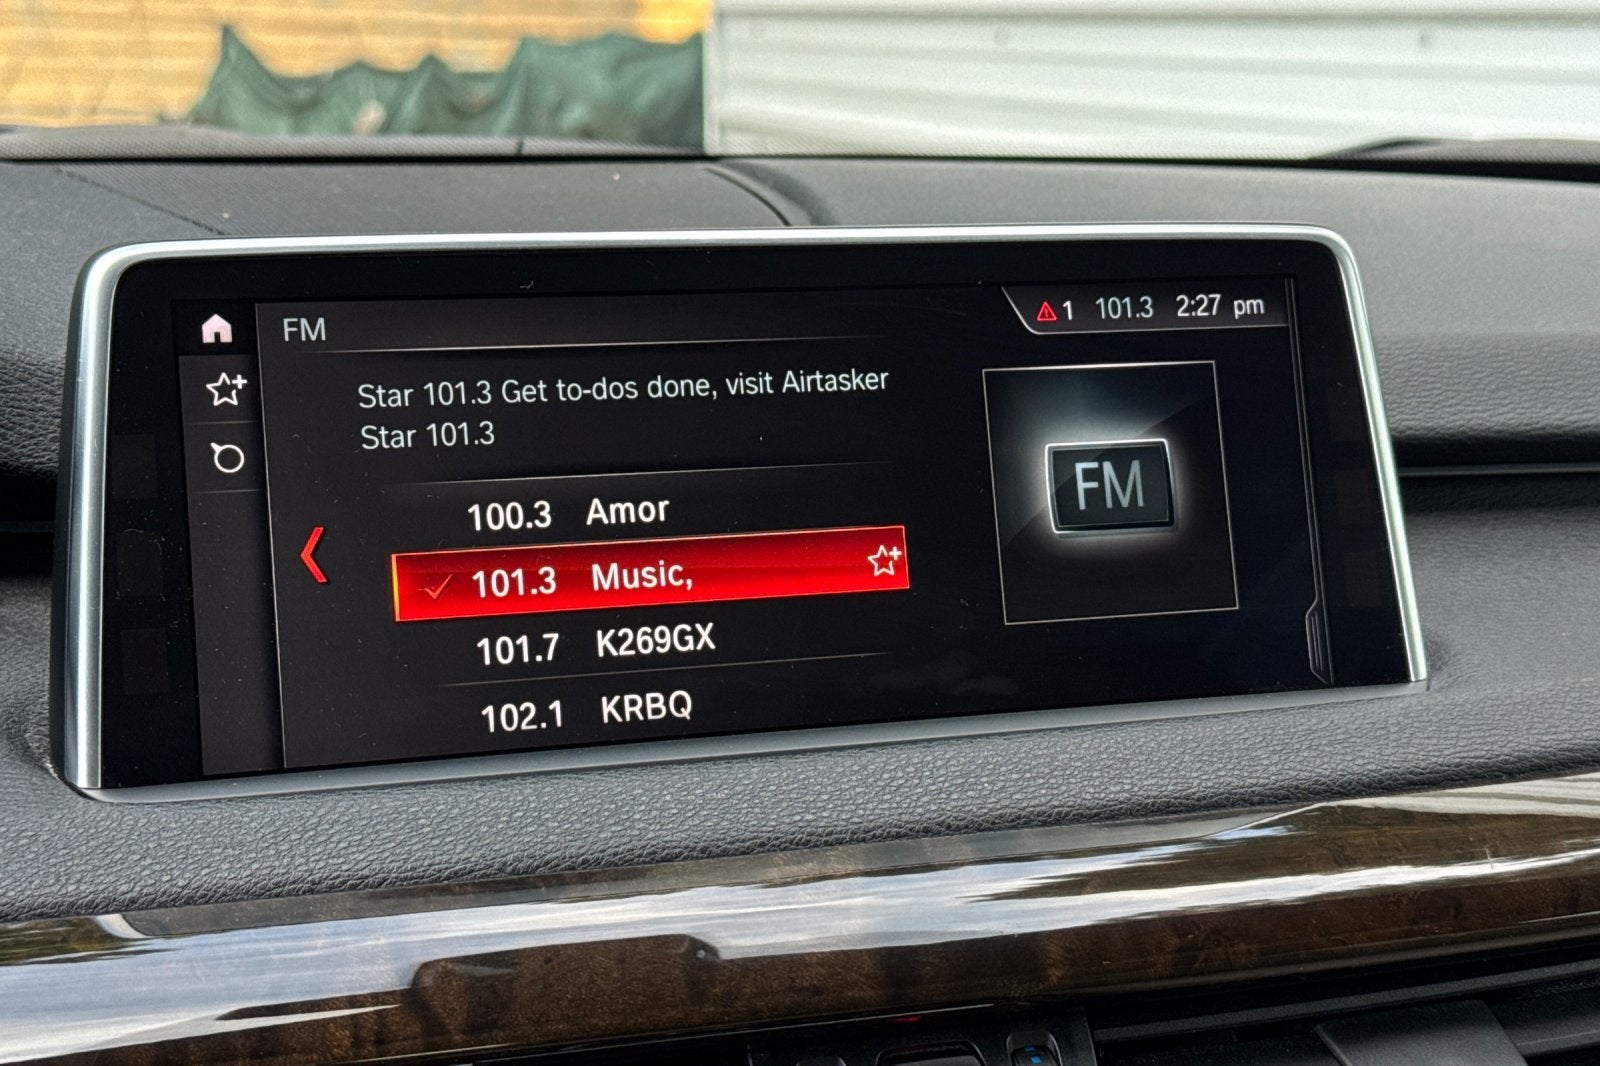 FM
1 101.3 2:27 pm
Star 101.3 Get to-dos done, visit Airtasker
Star 101.3
100.3 Amor
101.3 Music,
101.7 K269GX
102.1 KRBQ
FM